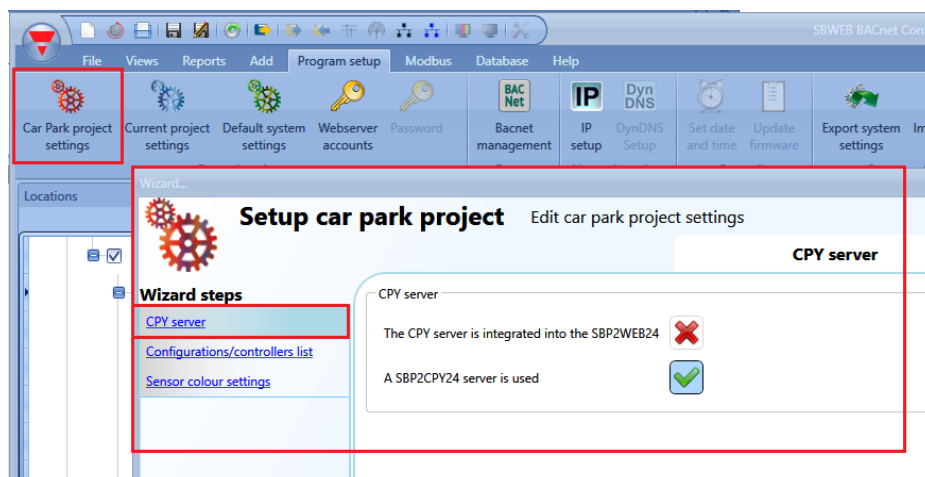 SBWEB BACnet Con
File Views Reports Add Program setup Modbus Database Help
BAC
Net
IP
Dyn
DNS
Car Park project
settings
Current project
settings
Default system
settings
Webserver
accounts
Password
Bacnet
management
IP
setup
DynDNS
Setup
Set date
and time
Update
firmware
Export system
settings
Im
Locations
Wizard...
Setup car park project Edit car park project settings
CPY server
Wizard steps
CPY server
Configurations/controllers list
Sensor colour settings
CPY server
The CPY server is integrated into the SBP2WEB24
A SBP2CPY24 server is used